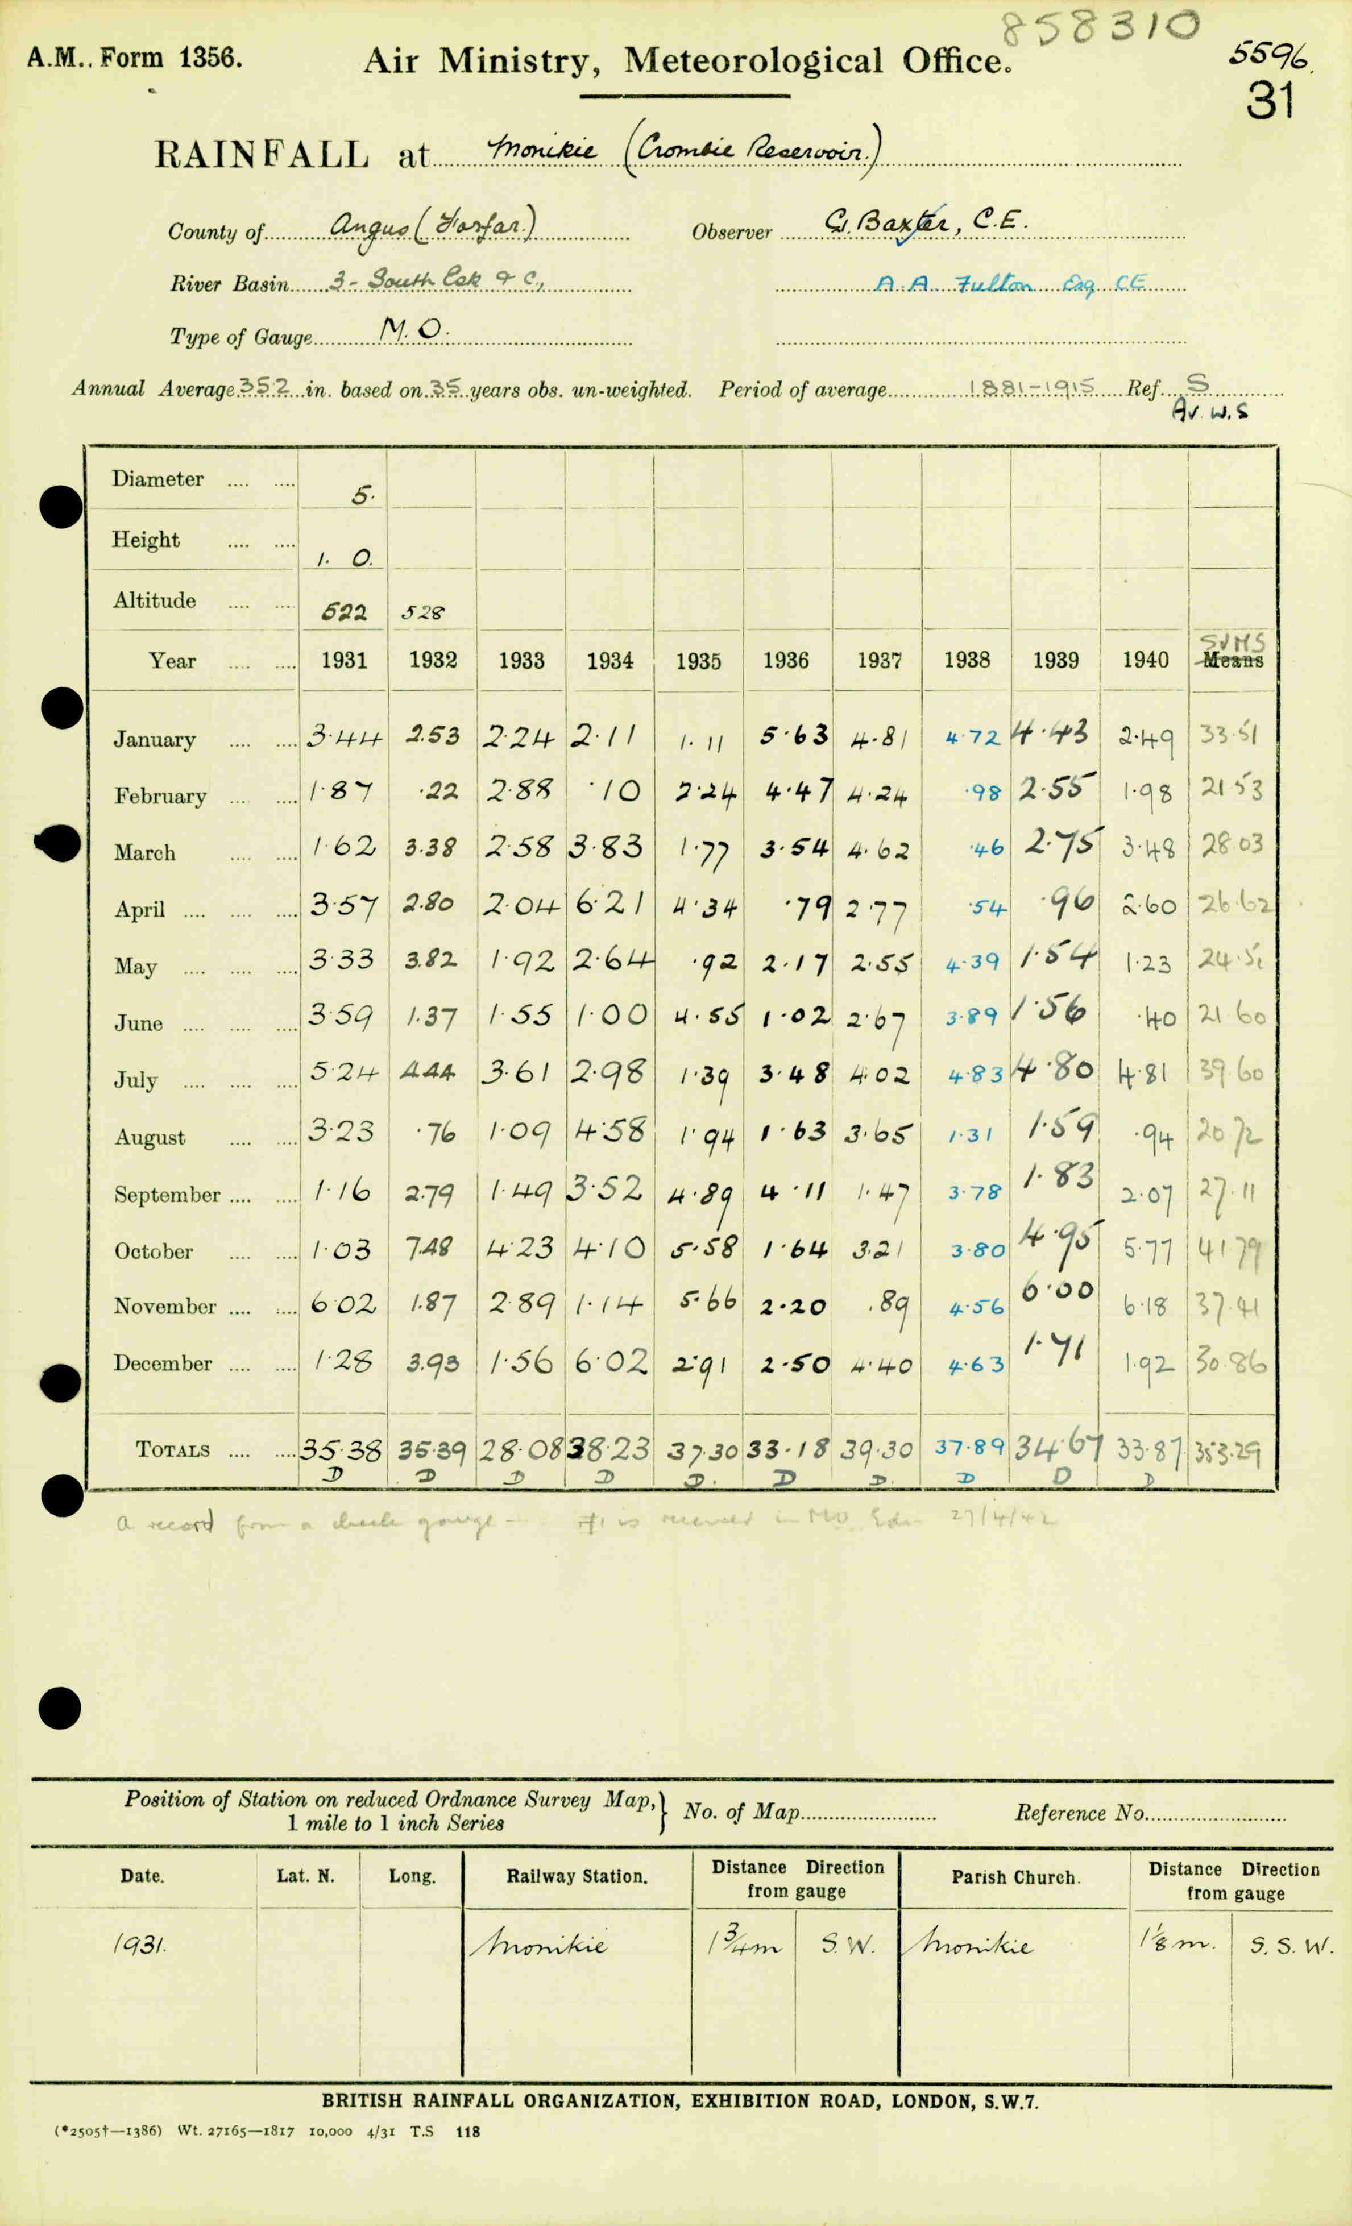 858310
A.M. Form 1356. Air Ministry, Meteorological Office. 5596.
31
RAINFALL at Monikie (Crombie Reservoir.)
County of Angus (Forfar.) Observer G. Baxter, C.E.
River Basin 3 - South Esk & C, A. A. Fulton Esq CE
Type of Gauge M.O.
Annual Average 35.2 in. based on 35 years obs. un-weighted. Period of average 1881-1915 Ref. S
Av. W.S
Diameter 5.
Height 1. 0.
Altitude 522 528
SUMS
Year 1931 1932 1933 1934 1935 1936 1937 1938 1939 1940 Means
January 3.44 2.53 2.24 2.11 1.11 5.63 4.81 4.72 4.43 2.49 33.51
February 1.87 .22 2.88 .10 2.24 4.47 4.24 .98 2.55 1.98 21.53
March 1.62 3.38 2.58 3.83 1.77 3.54 4.62 .46 2.75 3.48 28.03
April 3.57 2.80 2.04 6.21 4.34 .79 2.77 .54 .96 2.60 26.62
May 3.33 3.82 1.92 2.64 .92 2.17 2.55 4.39 1.54 1.23 24.51
June 3.59 1.37 1.55 1.00 4.55 1.02 2.67 3.89 1.56 .40 21.60
July 5.24 4.44 3.61 2.98 1.39 3.48 4.02 4.83 4.80 4.81 39.60
August 3.23 .76 1.09 4.58 1.94 1.63 3.65 1.31 1.59 .94 20.72
September 1.16 2.79 1.49 3.52 4.89 4.11 1.47 3.78 1.83 2.07 27.11
October 1.03 7.48 4.23 4.10 5.58 1.64 3.21 3.80 4.95 5.77 41.79
November 6.02 1.87 2.89 1.14 5.66 2.20 .89 4.56 6.00 6.18 37.41
December 1.28 3.93 1.56 6.02 2.91 2.50 4.40 4.63 1.71 1.92 30.86
TOTALS 35.38 35.39 28.08 38.23 37.30 33.18 39.30 37.89 34.67 33.87 353.29
D D D D D. D D. D D D
A record from a check gauge - is received in MO Edn 27/4/42
Position of Station on reduced Ordnance Survey Map, 1 mile to 1 inch Series } No. of Map Reference No.
Date. Lat. N. Long. Railway Station. Distance Direction from gauge Parish Church. Distance Direction from gauge
1931. Monikie 1 3/4 m S.W. Monikie 1 1/8 m. S. S. W.
BRITISH RAINFALL ORGANIZATION, EXHIBITION ROAD, LONDON, S.W.7.
(*2505†—1386) Wt. 27165—1817 10,000 4/31 T.S 118